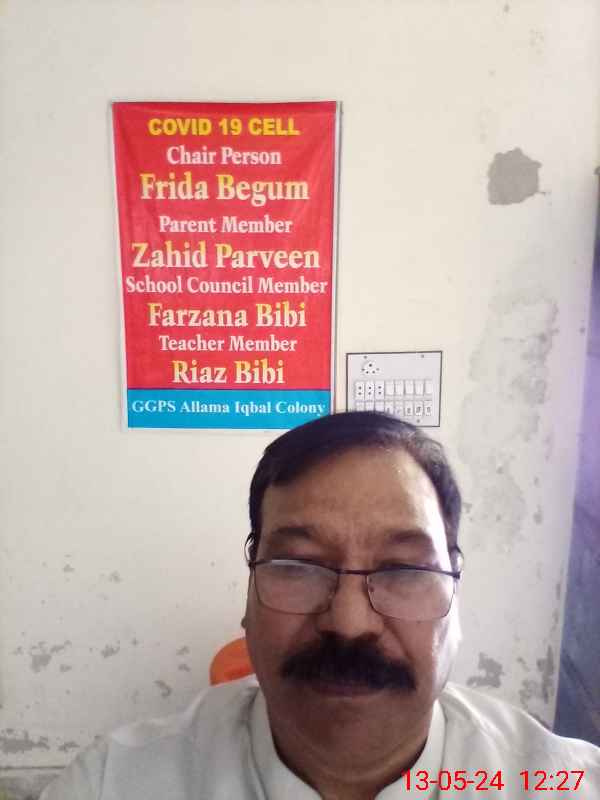 COVID 19 CELL
Chair Person
Frida Begum
Parent Member
Zahid Parveen
School Council Member
Farzana Bibi
Teacher Member
Riaz Bibi
GGPS Allama Iqbal Colony
13-05-24 12:27